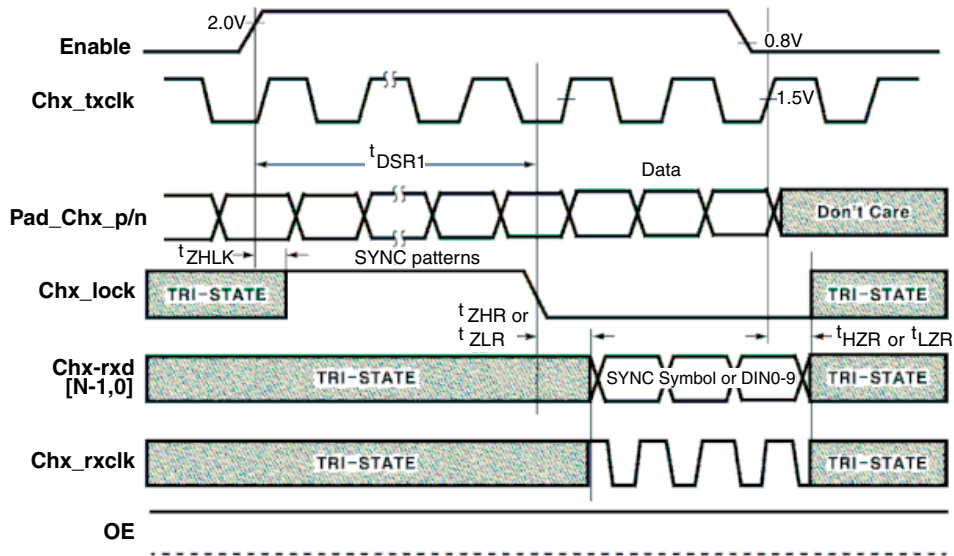 2.0V
Enable
0.8V
Chx_txclk
1.5V
tDSR1
Data
Pad_Chx_p/n
Don't Care
tZHLK
SYNC patterns
Chx_lock
TRI-STATE
TRI-STATE
tZHR or
tZLR
tHZR or tLZR
Chx-rxd
[N-1,0]
TRI-STATE
SYNC Symbol or DIN0-9
TRI-STATE
Chx_rxclk
TRI-STATE
TRI-STATE
OE